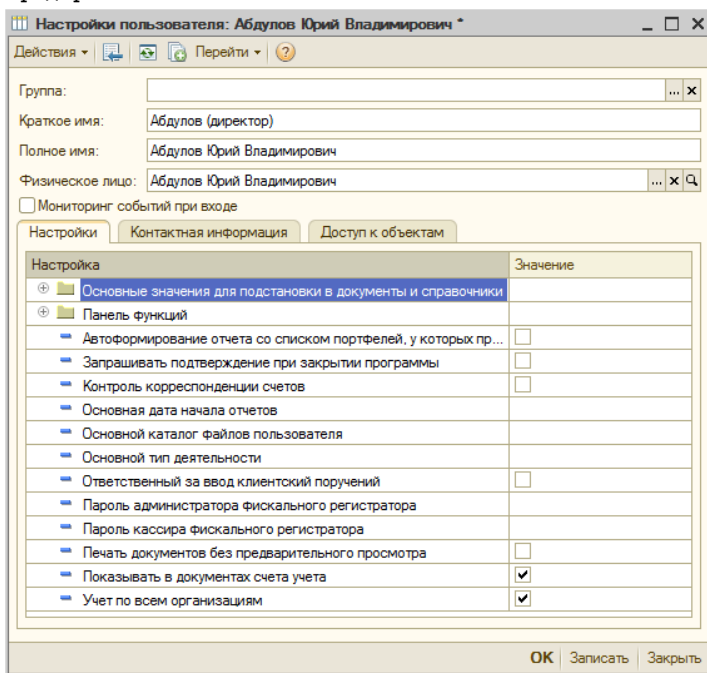 Настройки пользователя: Абдулов Юрий Владимирович *
Действия Перейти
Группа:
Краткое имя: Абдулов (директор)
Полное имя: Абдулов Юрий Владимирович
Физическое лицо: Абдулов Юрий Владимирович
Мониторинг событий при входе
Настройки Контактная информация Доступ к объектам
Настройка Значение
Основные значения для подстановки в документы и справочники
Панель функций
Автоформирование отчета со списком портфелей, у которых пр...
Запрашивать подтверждение при закрытии программы
Контроль корреспонденции счетов
Основная дата начала отчетов
Основной каталог файлов пользователя
Основной тип деятельности
Ответственный за ввод клиентский поручений
Пароль администратора фискального регистратора
Пароль кассира фискального регистратора
Печать документов без предварительного просмотра
Показывать в документах счета учета
Учет по всем организациям
OK Записать Закрыть